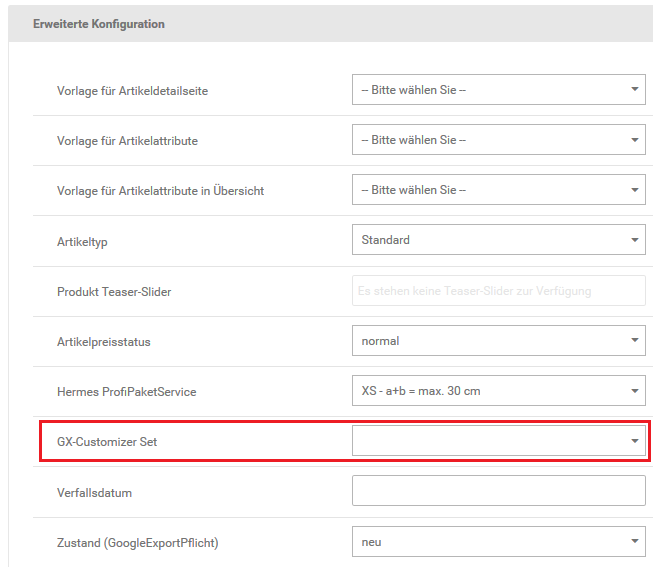 Erweiterte Konfiguration
Vorlage für Artikeldetailseite
-- Bitte wählen Sie --
Vorlage für Artikelattribute
-- Bitte wählen Sie --
Vorlage für Artikelattribute in Übersicht
-- Bitte wählen Sie --
Artikeltyp
Standard
Produkt Teaser-Slider
Es stehen keine Teaser-Slider zur Verfügung
Artikelpreisstatus
normal
Hermes ProfiPaketService
XS - a+b = max. 30 cm
GX-Customizer Set
Verfallsdatum
Zustand (GoogleExportPflicht)
neu